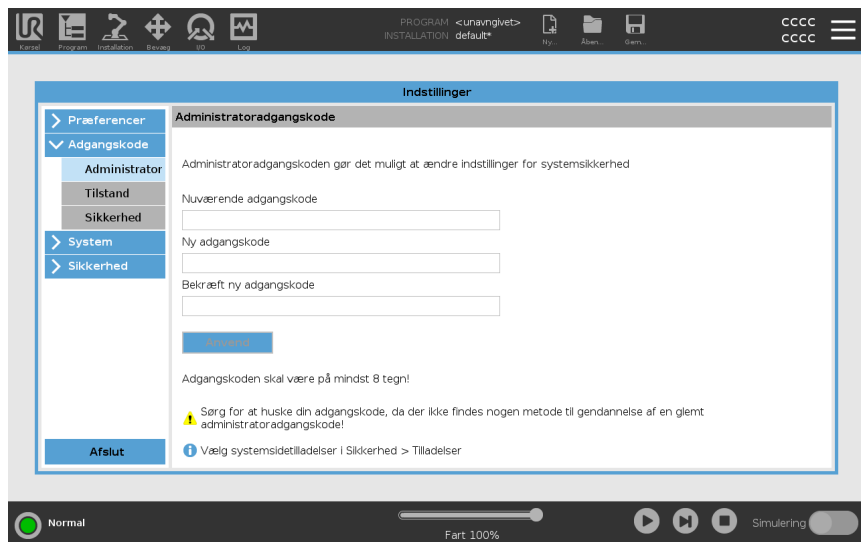 UR
Kørsel Program Installation Bevæg I/O Log
PROGRAM <unavngivet>
INSTALLATION default*
Ny... Åben... Gem...
CCCC
CCCC
Indstillinger
Præferencer
Adgangskode
Administrator
Tilstand
Sikkerhed
System
Sikkerhed
Afslut
Administratoradgangskode
Administratoradgangskoden gør det muligt at ændre indstillinger for systemsikkerhed
Nuværende adgangskode
Ny adgangskode
Bekræft ny adgangskode
Anvend
Adgangskoden skal være på mindst 8 tegn!
Sørg for at huske din adgangskode, da der ikke findes nogen metode til gendannelse af en glemt
administratoradgangskode!
Vælg systemsidetilladelser i Sikkerhed > Tilladelser
Normal
Fart 100%
Simulering